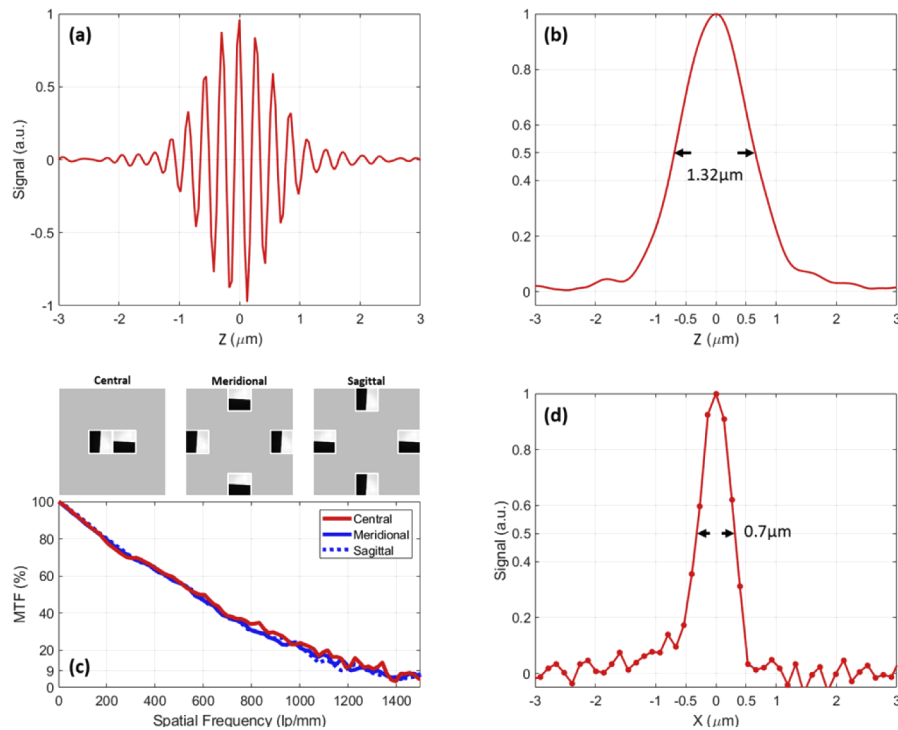 (a)
Signal (a.u.)
1
0.5
0
-0.5
-1
-3 -2 -1 0 1 2 3
Z (μm)
(b)
1
0.8
0.6
0.5
0.4
0.2
0
1.32μm
-3 -2 -1 -0.5 0 0.5 1 2 3
Z (μm)
Central Meridional Sagittal
MTF (%)
100
80
60
40
20
9
0
Central
Meridional
Sagittal
(c)
0 200 400 600 800 1000 1200 1400
Spatial Frequency (lp/mm)
(d)
Signal (a.u.)
1
0.8
0.6
0.5
0.4
0.2
0
0.7μm
-3 -2 -1 -0.5 0 0.5 1 2 3
X (μm)